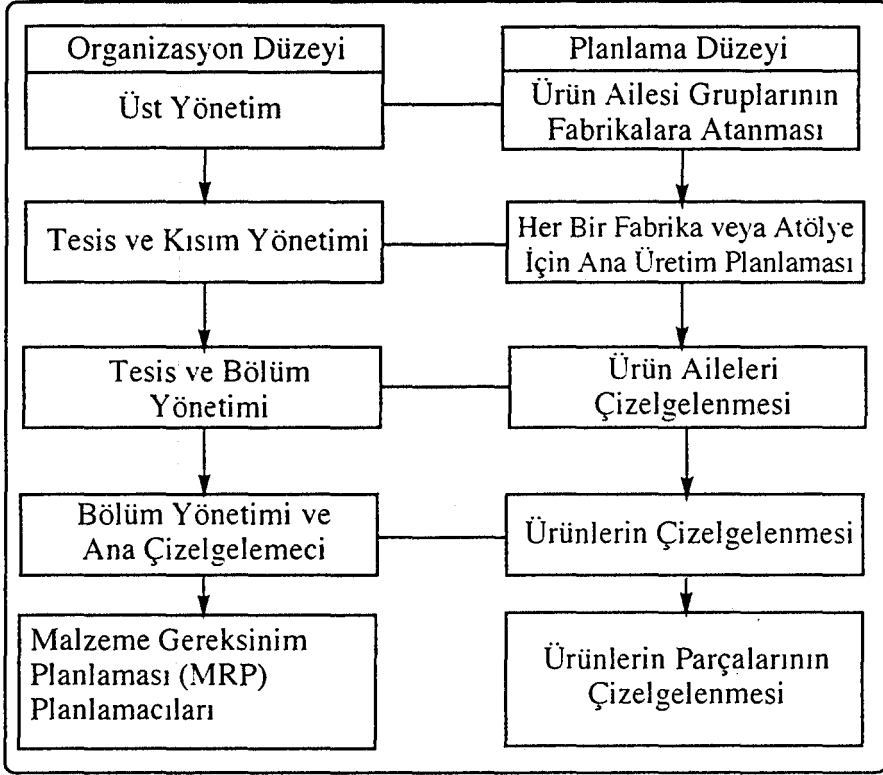 Organizasyon Düzeyi
Üst Yönetim
Planlama Düzeyi
Ürün Ailesi Gruplarının
Fabrikalara Atanması
Tesis ve Kısım Yönetimi
Her Bir Fabrika veya Atölye
İçin Ana Üretim Planlaması
Tesis ve Bölüm
Yönetimi
Ürün Aileleri
Çizelgelenmesi
Bölüm Yönetimi ve
Ana Çizelgelemeci
Ürünlerin Çizelgelenmesi
Malzeme Gereksinim
Planlaması (MRP)
Planlamacıları
Ürünlerin Parçalarının
Çizelgelenmesi